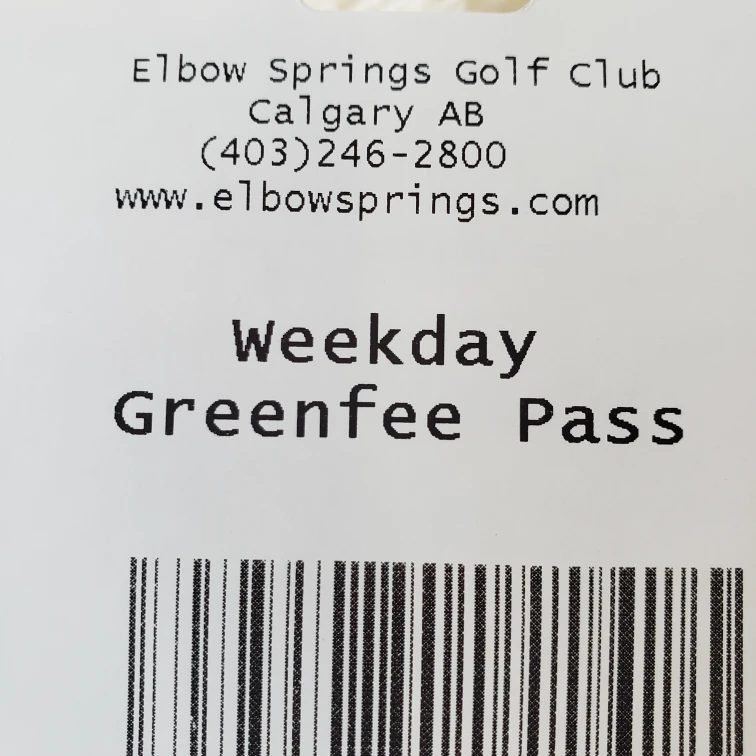 Elbow Springs Golf Club
Calgary AB
(403)246-2800
www.elbowsprings.com
Weekday
Greenfee Pass